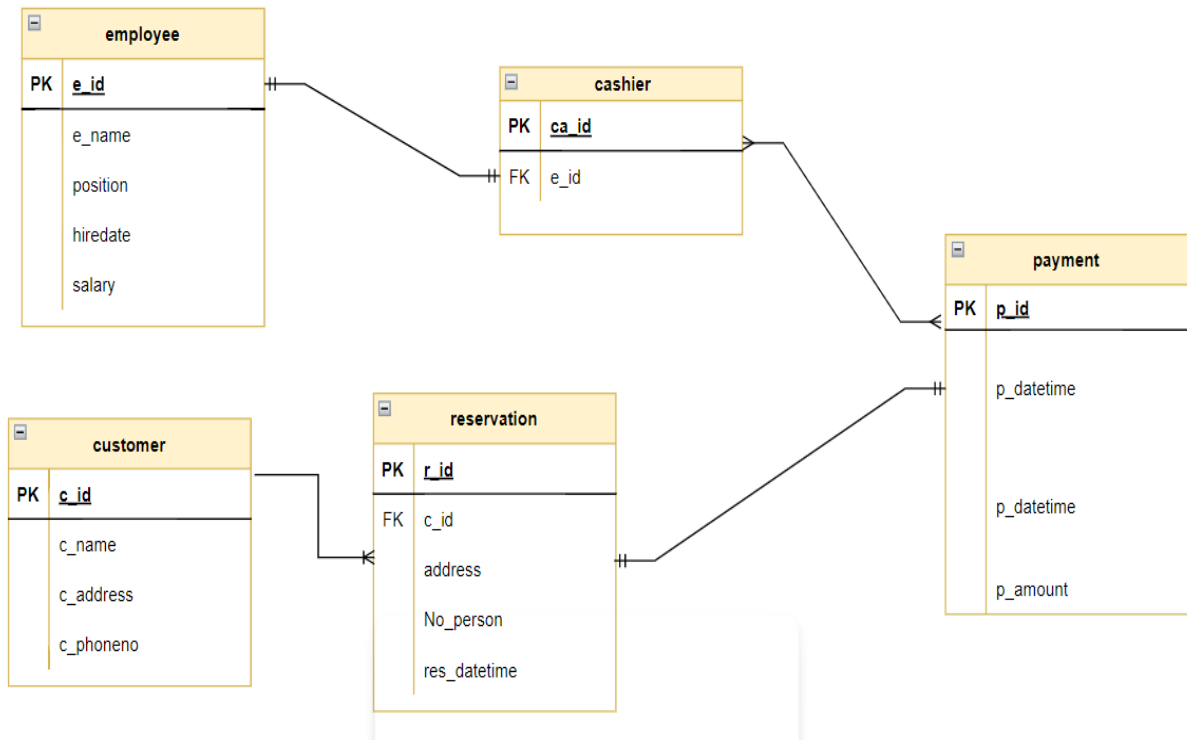 employee
PK e_id
e_name
position
hiredate
salary
cashier
PK ca_id
FK e_id
payment
PK p_id
p_datetime
p_datetime
p_amount
customer
PK c_id
c_name
c_address
c_phoneno
reservation
PK r_id
FK c_id
address
No_person
res_datetime